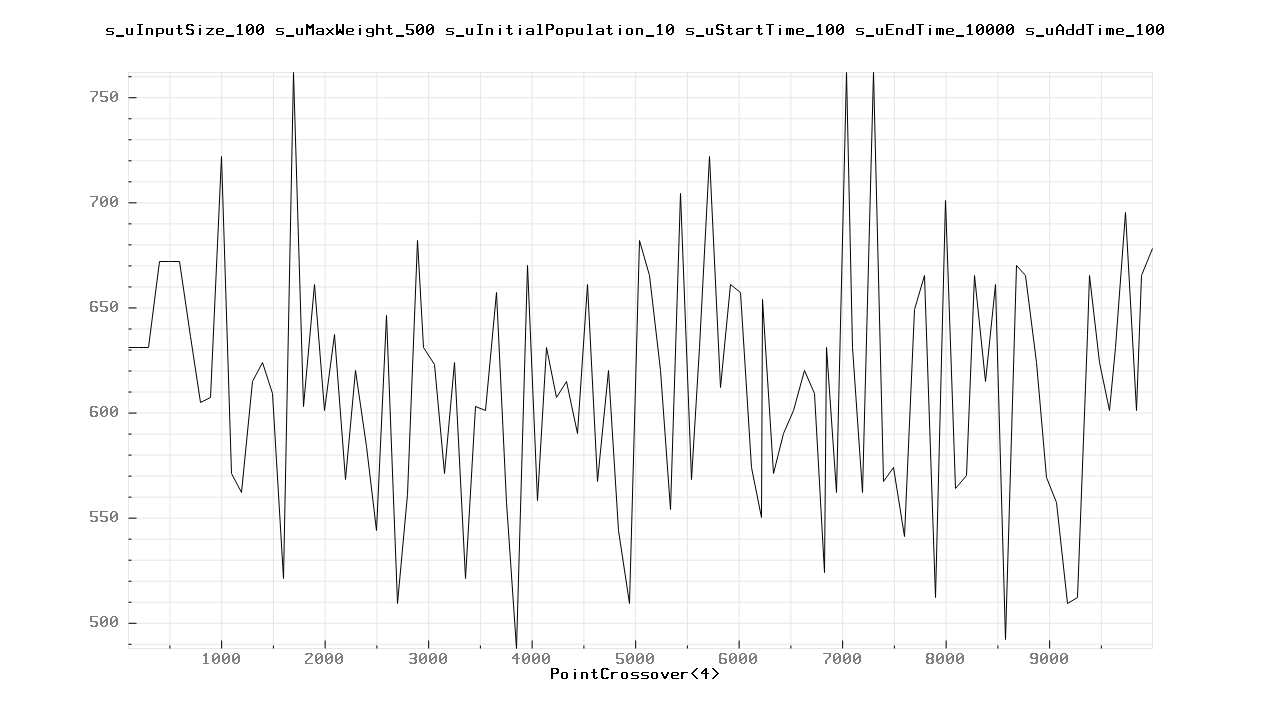 s_uInputSize_100 s_uMaxWeight_500 s_uInitialPopulation_10 s_uStartTime_100 s_uEndTime_10000 s_uAddTime_100
750
700
650
600
550
500
1000 2000 3000 4000 5000 6000 7000 8000 9000
PointCrossover<4>